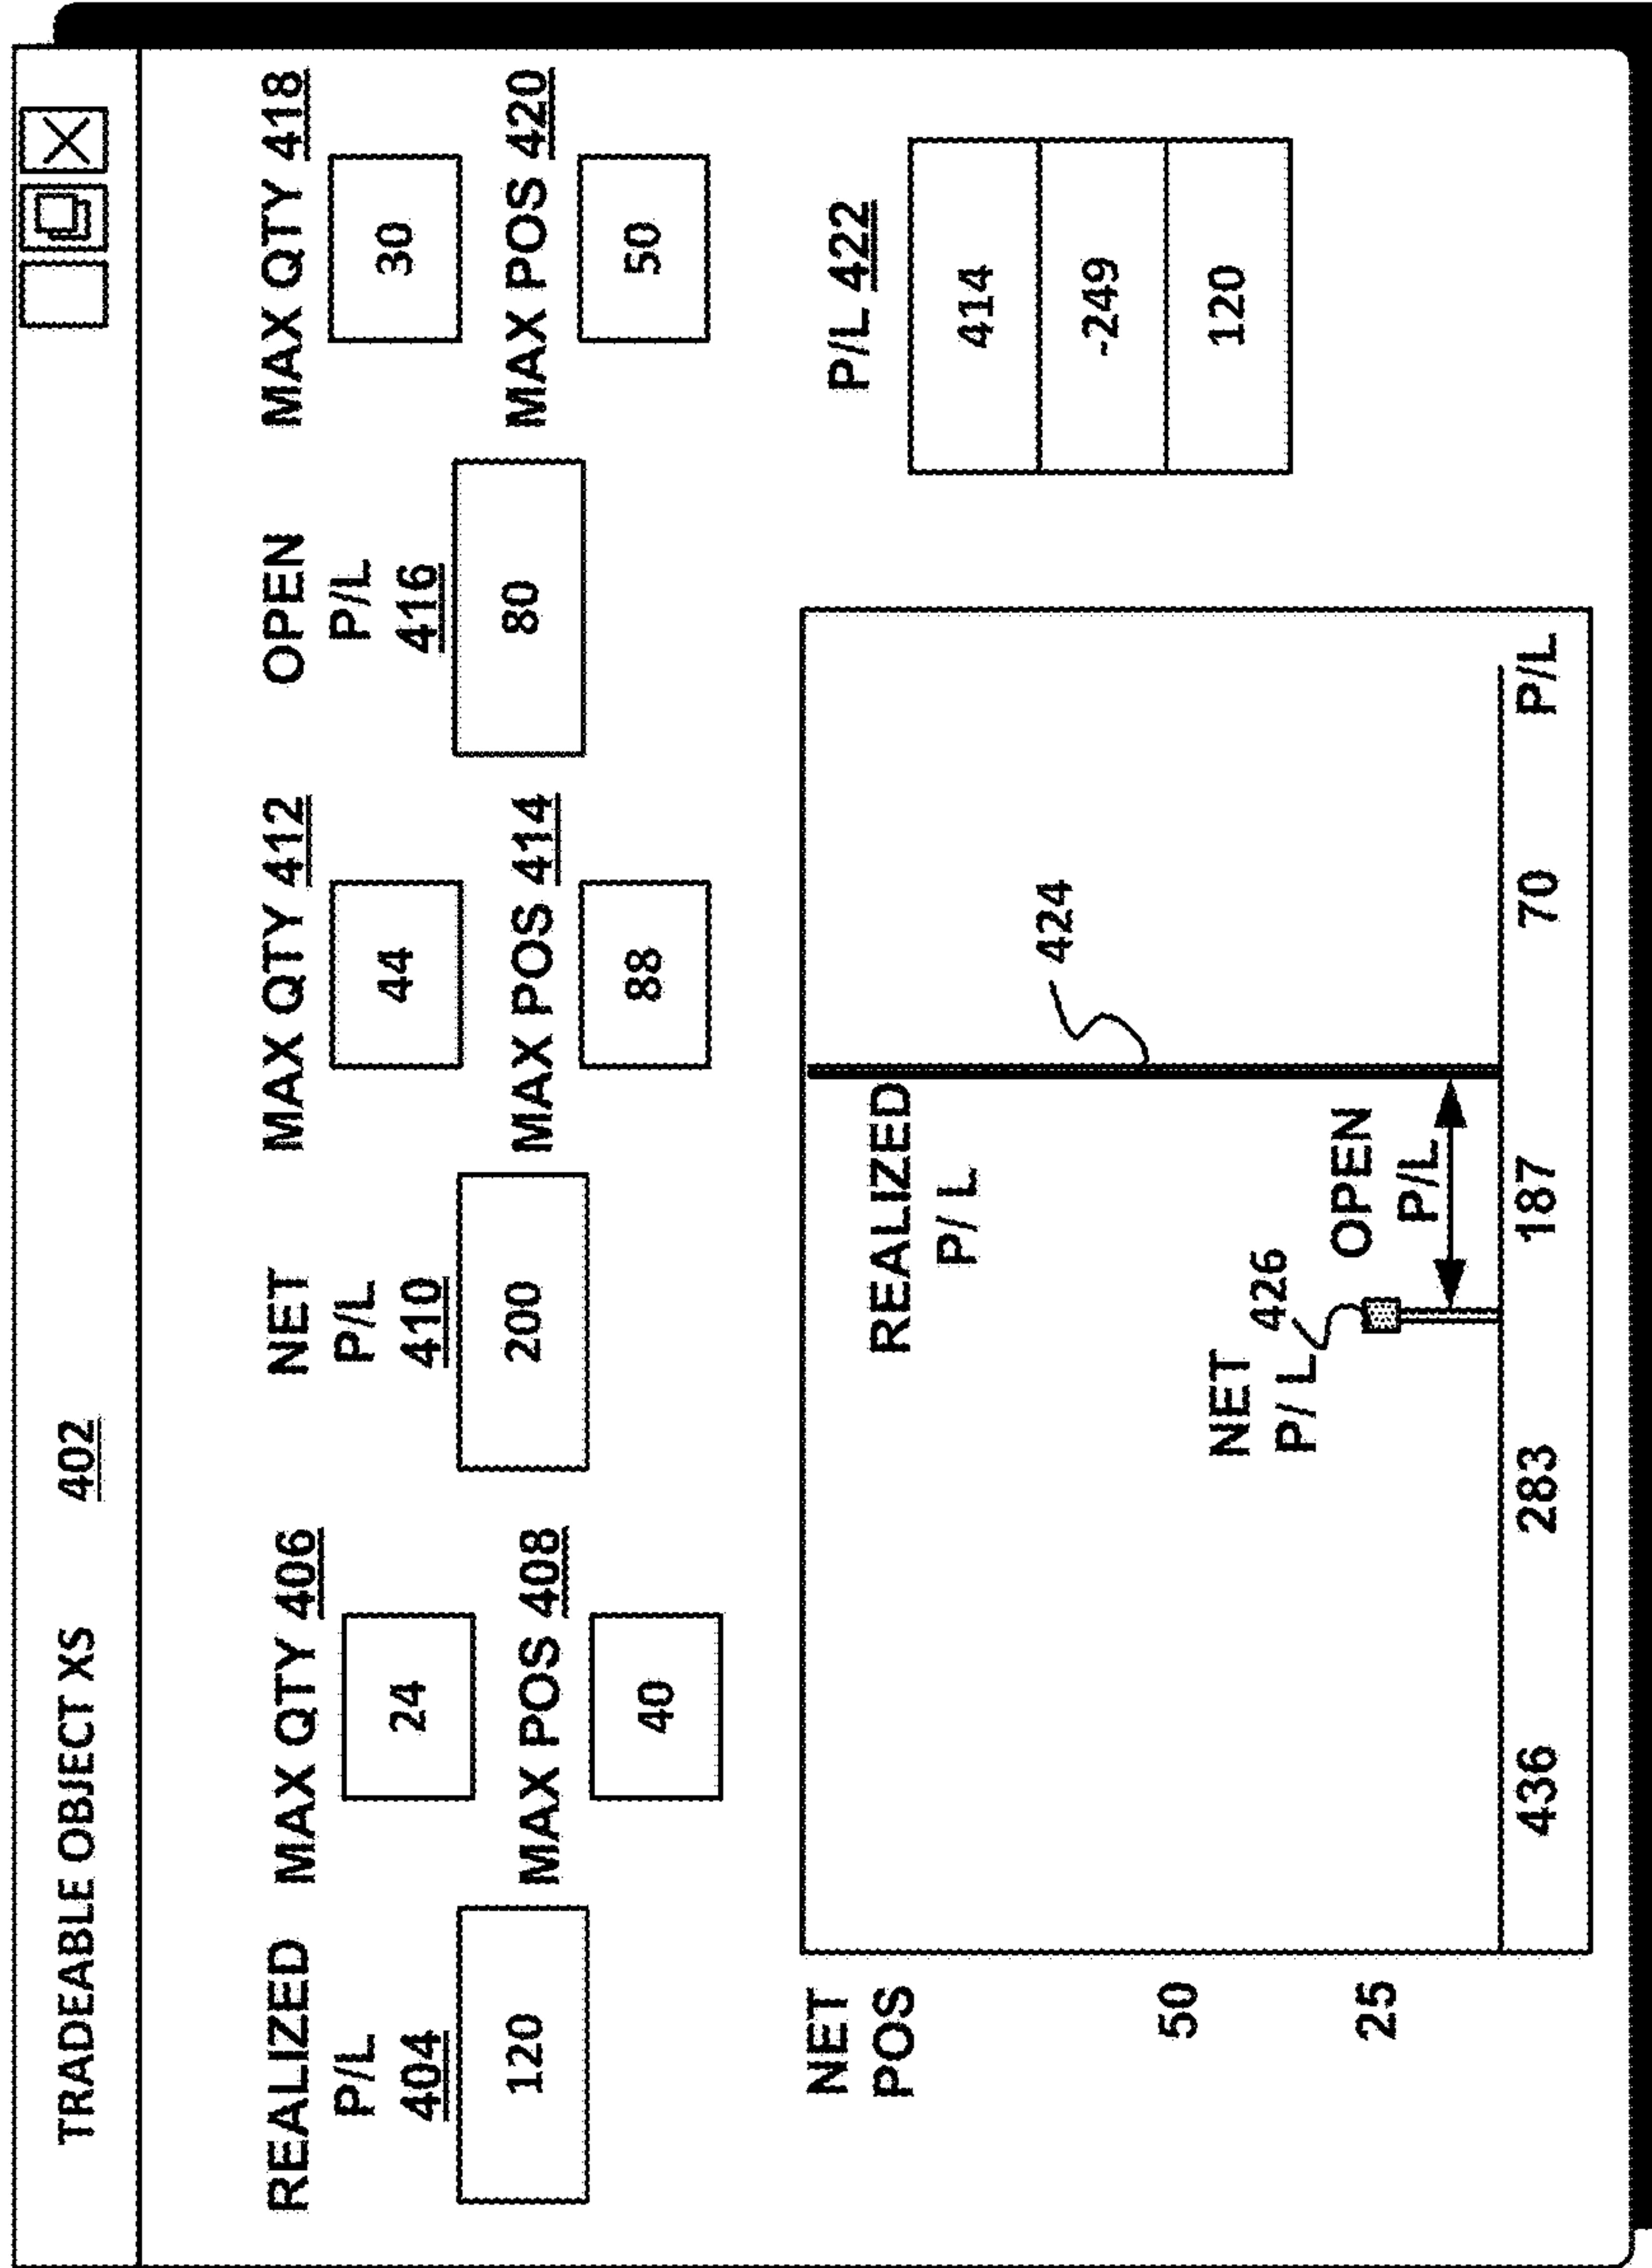 TRADEABLE OBJECT XS 402
REALIZED
P/L
404
120
MAX QTY 406
24
MAX POS 408
40
NET
P/L
410
200
MAX QTY 412
44
MAX POS 414
88
OPEN
P/L
416
80
MAX QTY 418
30
MAX POS 420
50
NET
POS
50
25
REALIZED
P/ L
424
NET
P/ L
426
OPEN
P/L
436 283 187 70 P/L
P/L 422
414
-249
120